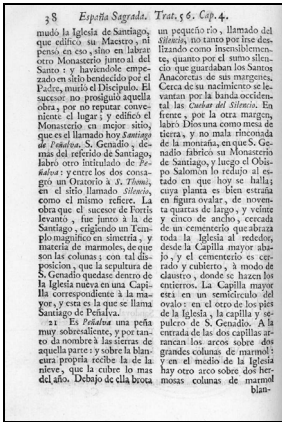 38 España Sagrada. Trat. 56. Cap. 4.
mudó la Iglesia de Santiago,
que edificó su Maestro, ni
pensó en eso, sino en labrar
otro Monasterio junto al del
Santo: y haviendole empe-
zado en sitio bendecido por el
Padre, murió el Discipulo. El
sucesor no prosiguió aquella
obra, por no reputar conve-
niente el lugar; y edificó el
Monasterio en mejor sitio,
que es el llamado hoy Santiago
de Peñalva. S. Genadio, de-
más del referido de Santiago,
labró otro intitulado de Pe-
ñalva: y entre los dos consa-
gró un Oratorio à S. Thomé,
en el sitio llamado Silencio,
como el mismo refiere. La
obra que el sucesor de Fortis
levantó, fue junto à la de
Santiago, erigiendo un Tem-
plo magnifico en simetria, y
materia de marmoles, de que
son las colunas; con tal dis-
posicion, que la sepultura de
S. Genadio quedase dentro de
la Iglesia nueva en una Capi-
lla correspondiente à la ma-
yor, y esta es la que se llama
Santiago de Peñalva.
21 Es Peñalva una peña
muy sobresaliente, y por ran-
to da nombre à las sierras de
aquella parte: y sobre la blan-
cura propria recibe la de la
nieve, que la cubre lo mas
del año. Debajo de ella brota
un pequeño rio, llamado del
Silencio, no tanto por irse des-
lizando como insensiblemen-
te, quanto por el sumo silen-
cio que guardaban los Santos
Anacoretas de sus margenes.
Cerca de su nacimiento se le-
vantan por la banda occiden-
tal las Cuebas del Silencio. En
frente, por la otra margen,
labró Dios una como mesa de
tierra, y no mala rinconada
de la montaña, en que S. Ge-
nadio fabricó su Monasterio
de Santiago, y luego el Obis-
po Salomón lo redujo al es-
tado en que hoy se halla;
cuya planta es bien estraña
en figura ovalar, de noven-
ta quartas de largo, y veinte
y cinco de ancho, cercada
de un cementerio que abraza
toda la Iglesia al rededor,
desde la Capilla mayor aba-
jo, y el cementerio es cer-
rado y cubierto, à modo de
claustro, donde se hacen los
entierros. La Capilla mayor
esta en un semicirculo del
ovalo: en el otro de los pies
de la Iglesia, la capilla y se-
pulcro de S. Genadio. A la
entrada de las dos capillas ar-
rancan los arcos sobre dos
grandes colunas de marmol:
y en el medio de la Iglesia
hay otro arco sobre dos her-
mosas colunas de marmol
blan-